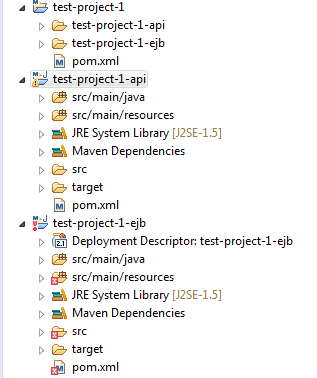 test-project-1
test-project-1-api
test-project-1-ejb
pom.xml
test-project-1-api
src/main/java
src/main/resources
JRE System Library [J2SE-1.5]
Maven Dependencies
src
target
pom.xml
test-project-1-ejb
Deployment Descriptor: test-project-1-ejb
src/main/java
src/main/resources
JRE System Library [J2SE-1.5]
Maven Dependencies
src
target
pom.xml